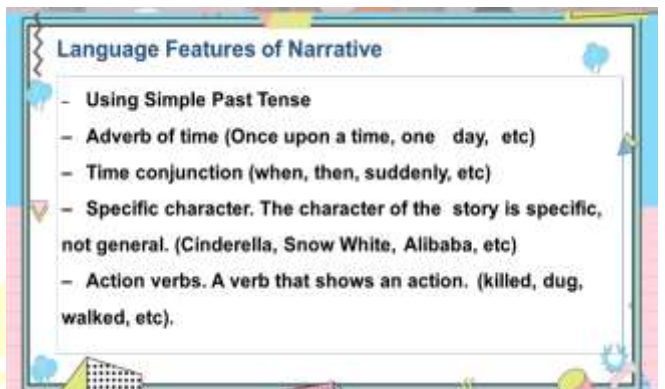 Language Features of Narrative
- Using Simple Past Tense
– Adverb of time (Once upon a time, one day, etc)
– Time conjunction (when, then, suddenly, etc)
– Specific character. The character of the story is specific,
not general. (Cinderella, Snow White, Alibaba, etc)
– Action verbs. A verb that shows an action. (killed, dug,
walked, etc).